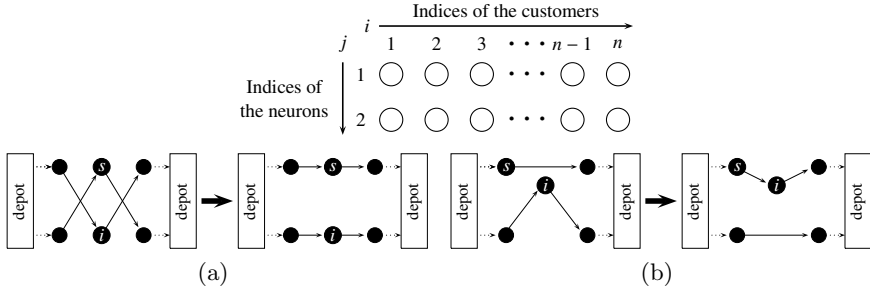 Indices of the customers
i
j 1 2 3 ··· n − 1 n
Indices of
the neurons
1 ···
2 ···
depot s i depot depot s i depot depot s i depot depot s i depot
(a) (b)